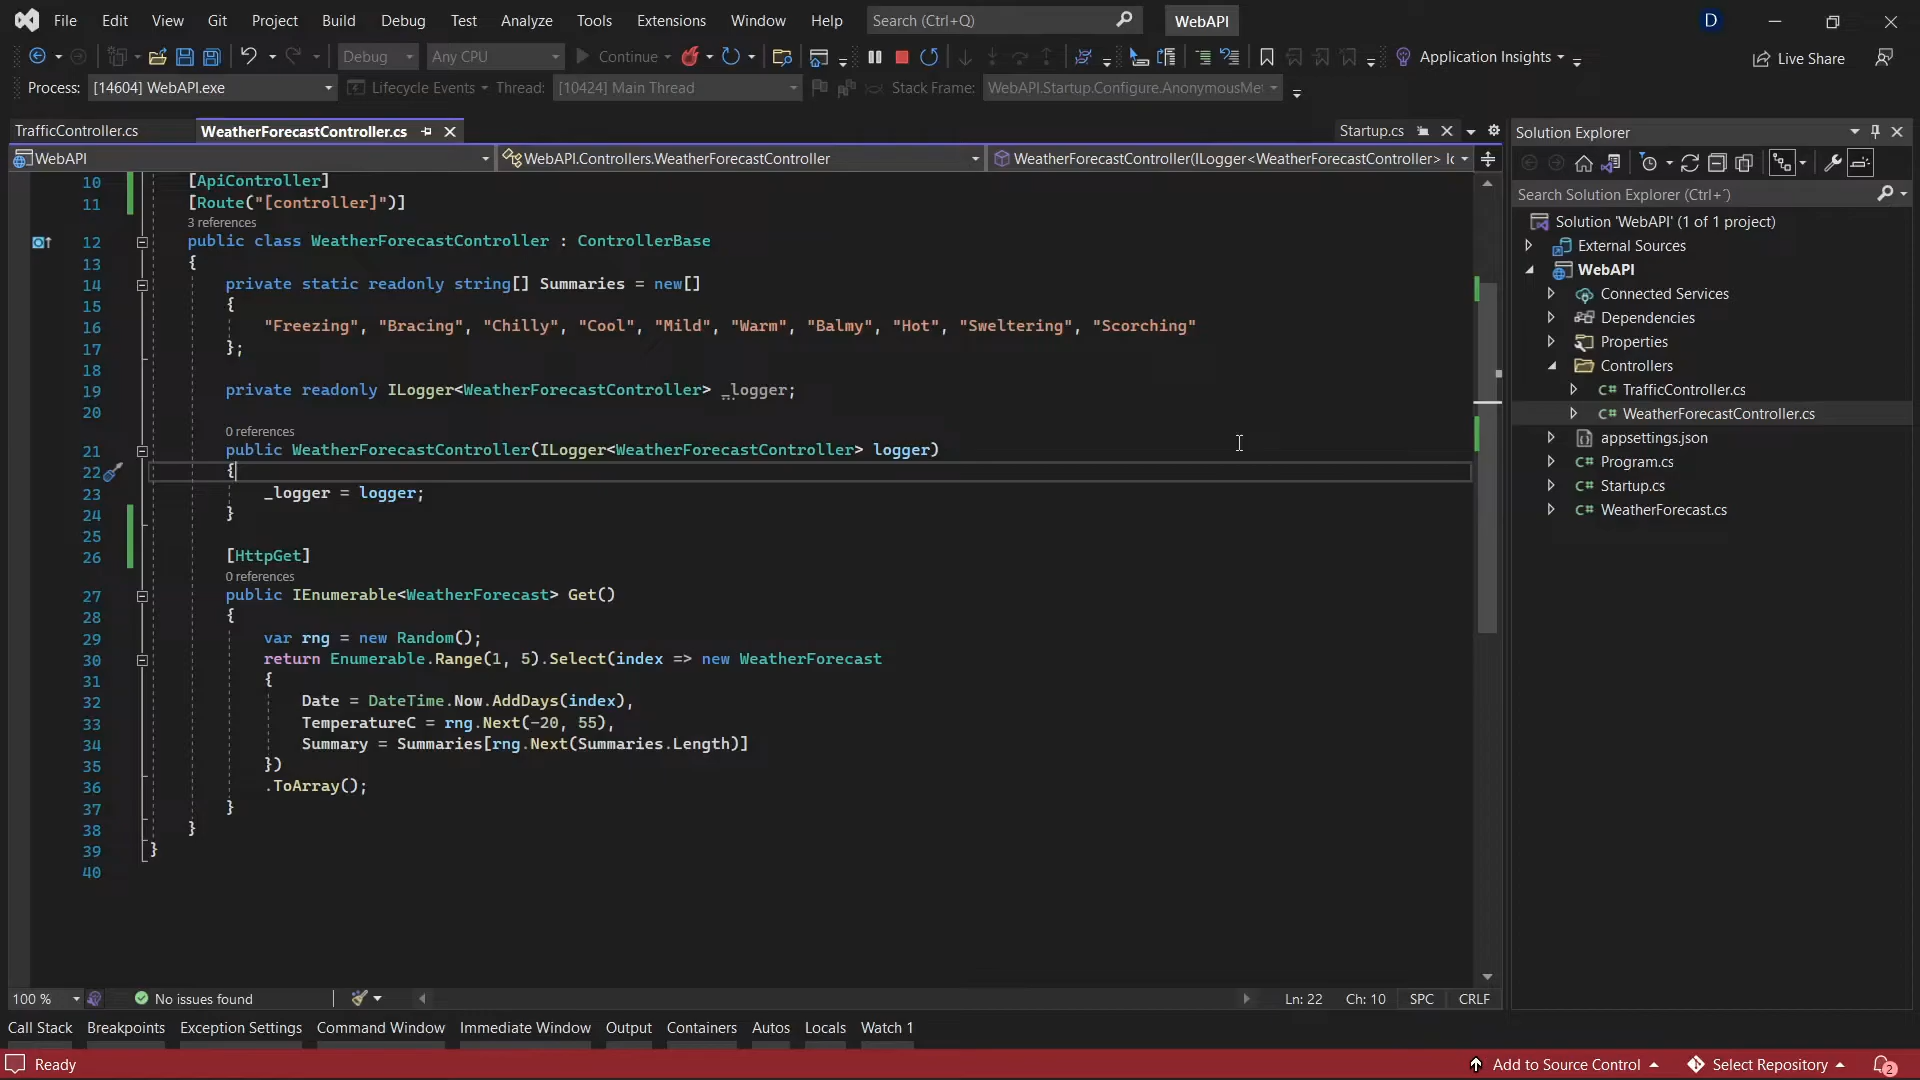 File Edit View Git Project Build Debug Test Analyze Tools Extensions Window Help Search (Ctrl+Q) WebAPI D
Debug Any CPU Continue Application Insights Live Share
Process: [14604] WebAPI.exe Lifecycle Events Thread: [10424] Main Thread Stack Frame: WebAPI.Startup.Configure.AnonymousMet
TrafficController.cs WeatherForecastController.cs Startup.cs
WebAPI WebAPI.Controllers.WeatherForecastController WeatherForecastController(ILogger<WeatherForecastController> lo
10 [ApiController]
11 [Route("[controller]")]
3 references
12 public class WeatherForecastController : ControllerBase
13 {
14 private static readonly string[] Summaries = new[]
15 {
16 "Freezing", "Bracing", "Chilly", "Cool", "Mild", "Warm", "Balmy", "Hot", "Sweltering", "Scorching"
17 };
18
19 private readonly ILogger<WeatherForecastController> _logger;
20
0 references
21 public WeatherForecastController(ILogger<WeatherForecastController> logger)
22 {
23 _logger = logger;
24 }
25
26 [HttpGet]
0 references
27 public IEnumerable<WeatherForecast> Get()
28 {
29 var rng = new Random();
30 return Enumerable.Range(1, 5).Select(index => new WeatherForecast
31 {
32 Date = DateTime.Now.AddDays(index),
33 TemperatureC = rng.Next(-20, 55),
34 Summary = Summaries[rng.Next(Summaries.Length)]
35 })
36 .ToArray();
37 }
38 }
39 }
40
100 % No issues found Ln: 22 Ch: 10 SPC CRLF
Solution Explorer
Search Solution Explorer (Ctrl+¨)
Solution 'WebAPI' (1 of 1 project)
External Sources
WebAPI
Connected Services
Dependencies
Properties
Controllers
C# TrafficController.cs
C# WeatherForecastController.cs
appsettings.json
C# Program.cs
C# Startup.cs
C# WeatherForecast.cs
Call Stack Breakpoints Exception Settings Command Window Immediate Window Output Containers Autos Locals Watch 1
Ready Add to Source Control Select Repository 2